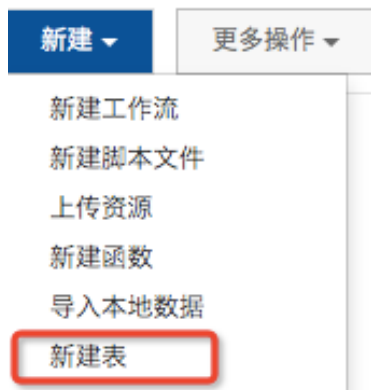 新建 更多操作
新建工作流
新建脚本文件
上传资源
新建函数
导入本地数据
新建表